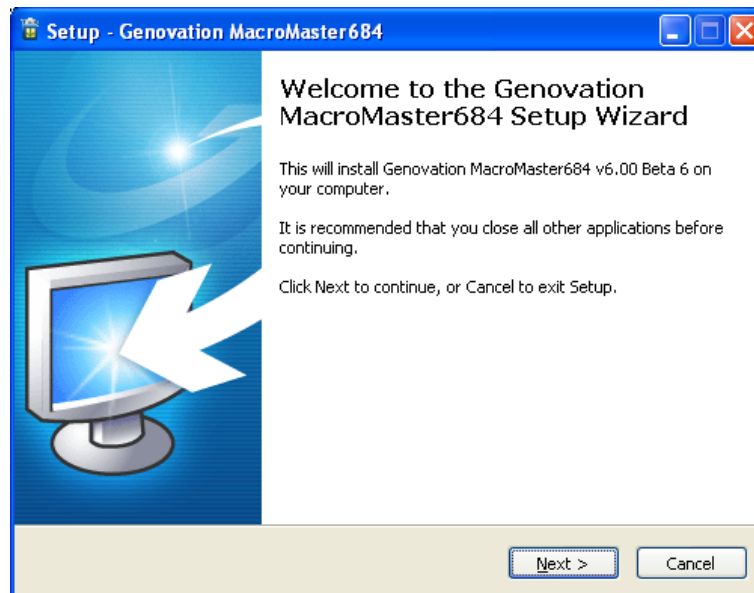 Setup - Genovation MacroMaster684
Welcome to the Genovation
MacroMaster684 Setup Wizard
This will install Genovation MacroMaster684 v6.00 Beta 6 on
your computer.
It is recommended that you close all other applications before
continuing.
Click Next to continue, or Cancel to exit Setup.
Next >
Cancel